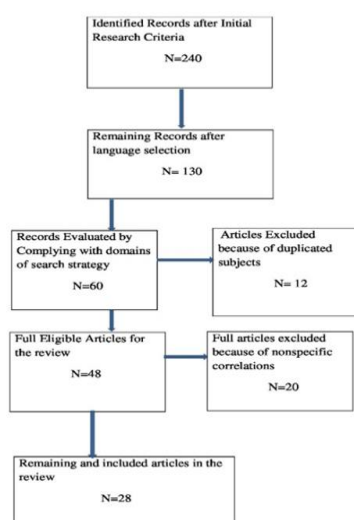 Identified Records after Initial
Research Criteria
N=240
Remaining Records after
language selection
N= 130
Records Evaluated by
Complying with domains
of search strategy
N=60
Articles Excluded
because of duplicated
subjects
N= 12
Full Eligible Articles for
the review
N=48
Full articles excluded
because of nonspecific
correlations
N=20
Remaining and included articles in the
review
N=28